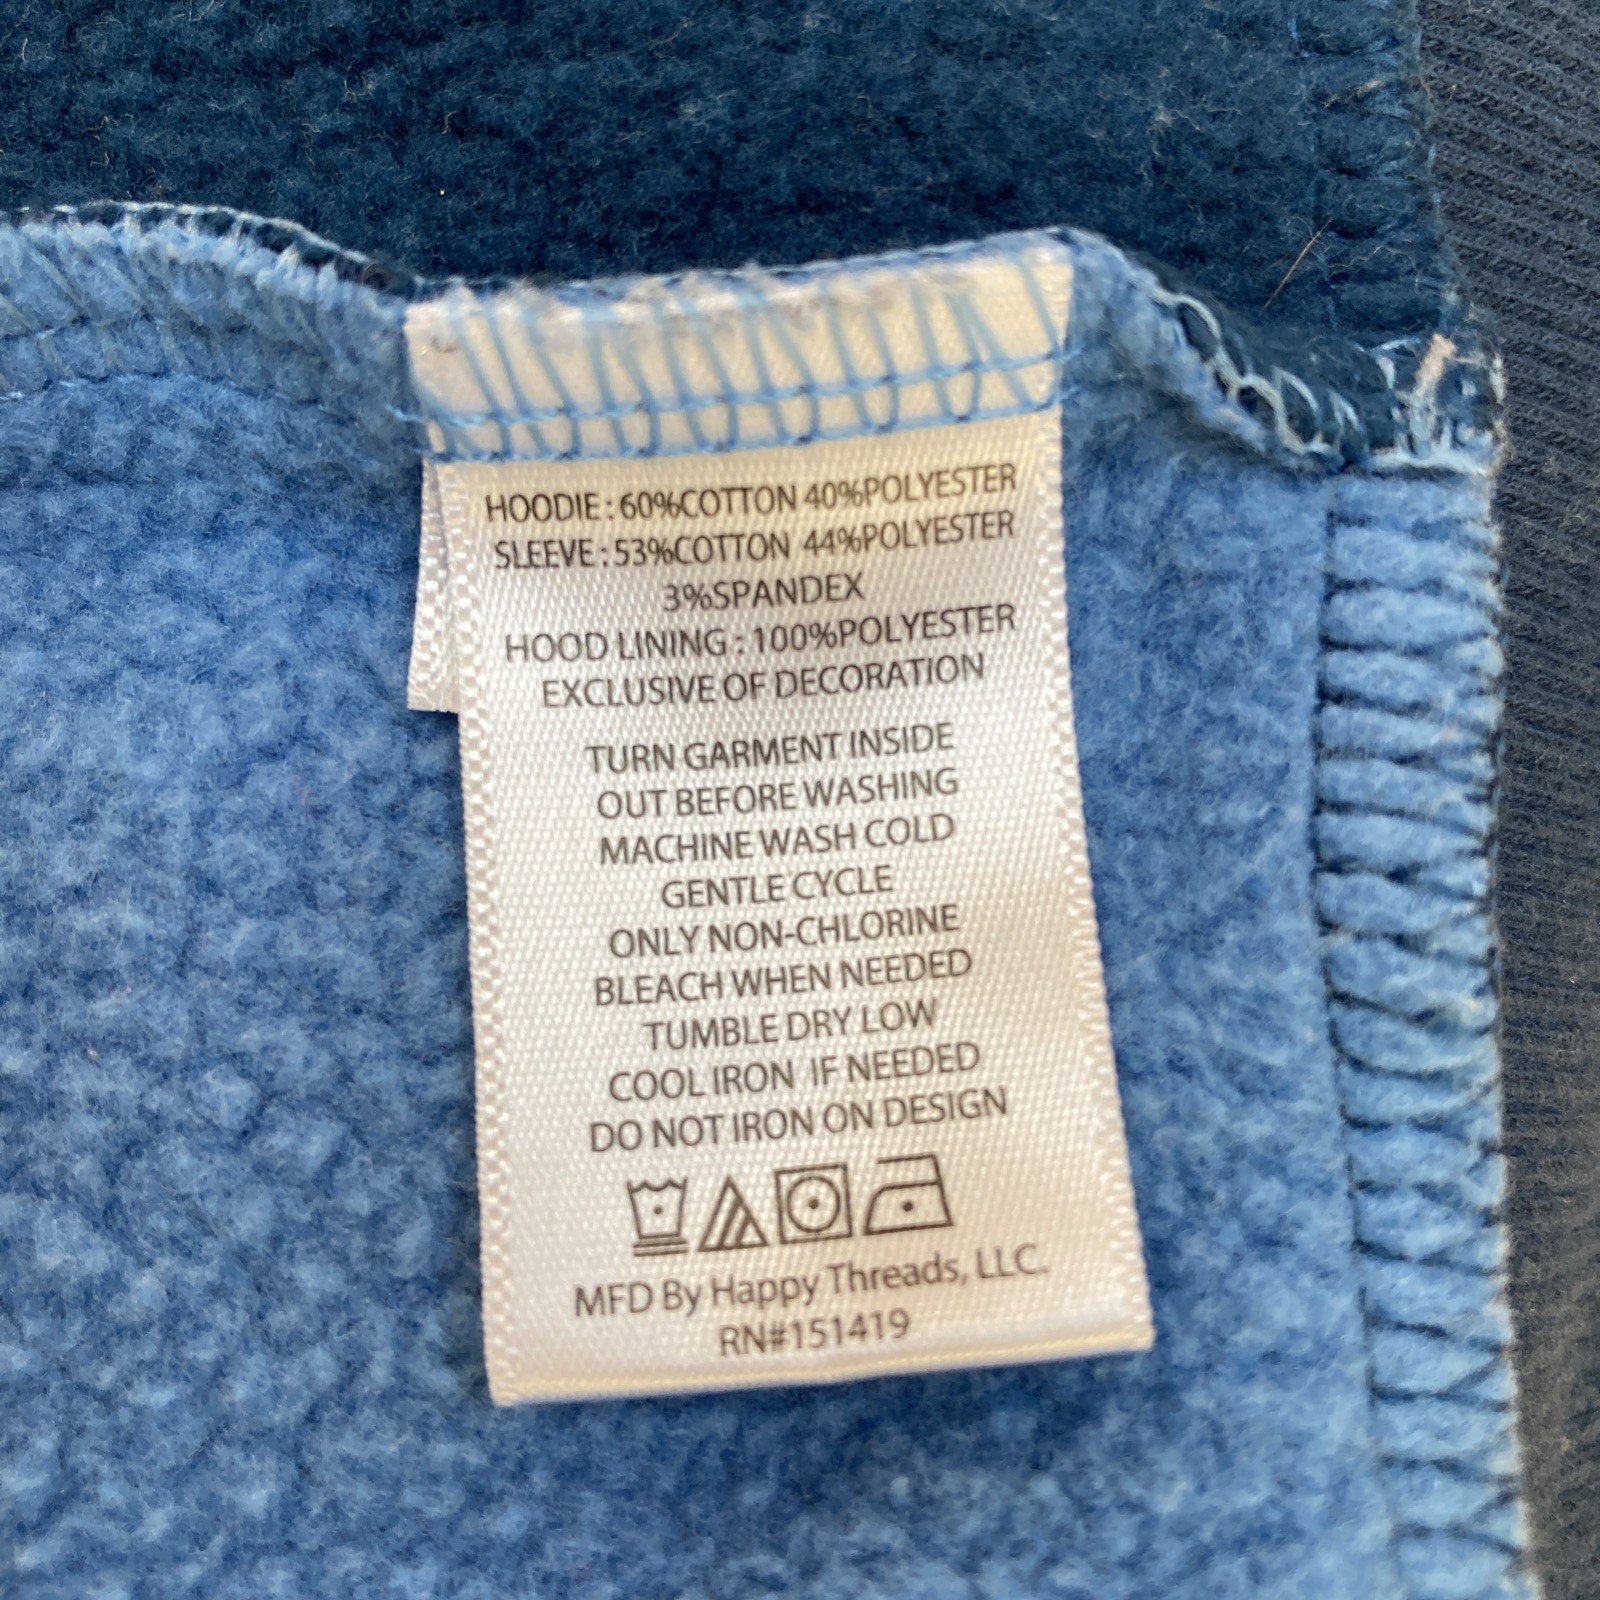 HOODIE : 60%COTTON 40%POLYESTER
SLEEVE : 53%COTTON 44%POLYESTER
3%SPANDEX
HOOD LINING : 100%POLYESTER
EXCLUSIVE OF DECORATION
TURN GARMENT INSIDE
OUT BEFORE WASHING
MACHINE WASH COLD
GENTLE CYCLE
ONLY NON-CHLORINE
BLEACH WHEN NEEDED
TUMBLE DRY LOW
COOL IRON IF NEEDED
DO NOT IRON ON DESIGN
MFD By Happy Threads, LLC.
RN#151419